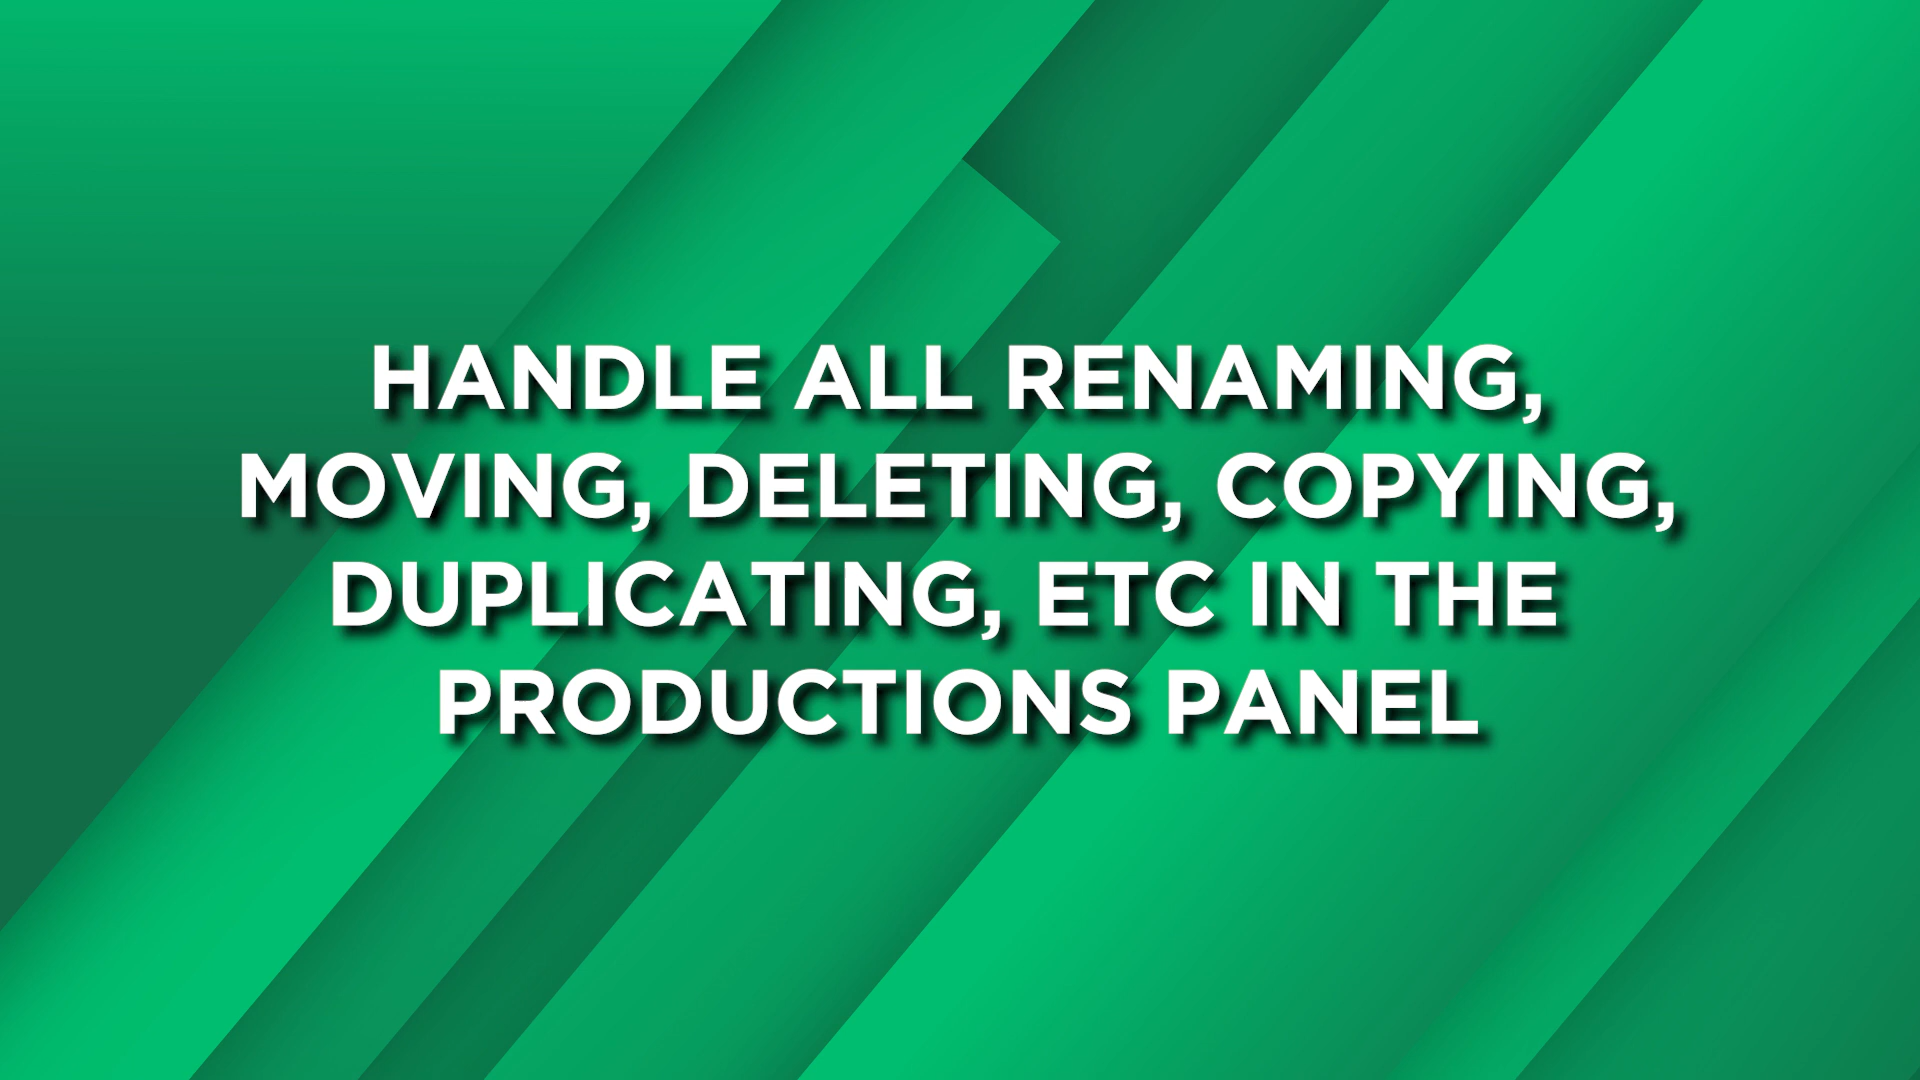 HANDLE ALL RENAMING,
MOVING, DELETING, COPYING,
DUPLICATING, ETC IN THE
PRODUCTIONS PANEL